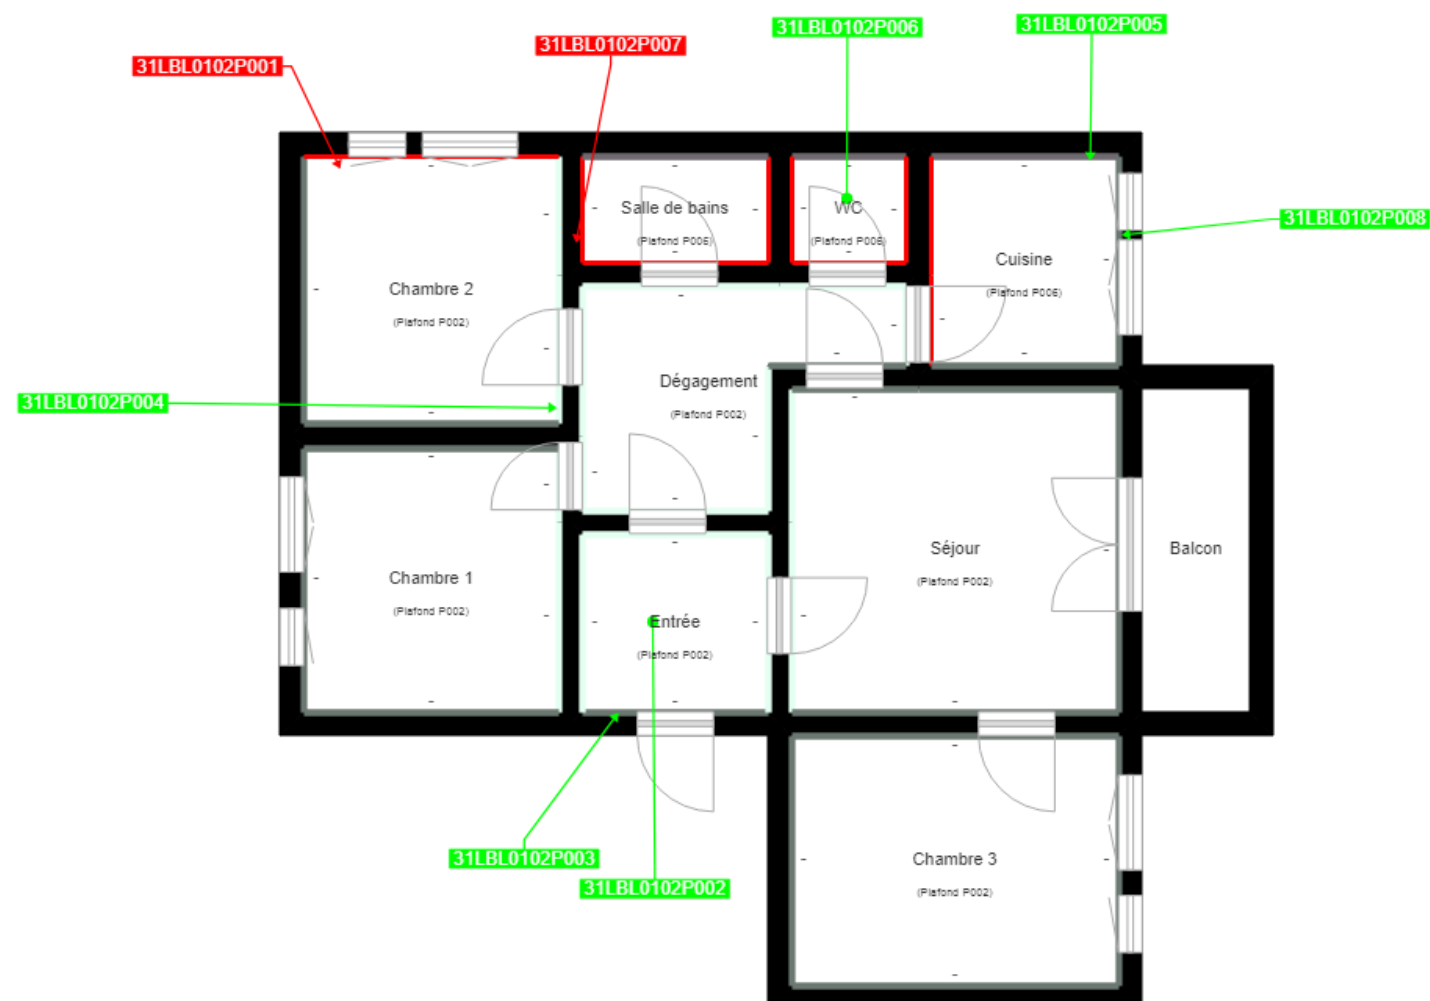 31LBL0102P006
31LBL0102P005
31LBL0102P007
31LBL0102P001
Salle de bains
(Plafond P006)
WC
(Plafond P006)
31LBL0102P008
Cuisine
(Plafond P006)
Chambre 2
(Plafond P002)
Dégagement
(Plafond P002)
31LBL0102P004
Séjour
(Plafond P002)
Balcon
Chambre 1
(Plafond P002)
Entrée
(Plafond P002)
31LBL0102P003
31LBL0102P002
Chambre 3
(Plafond P002)